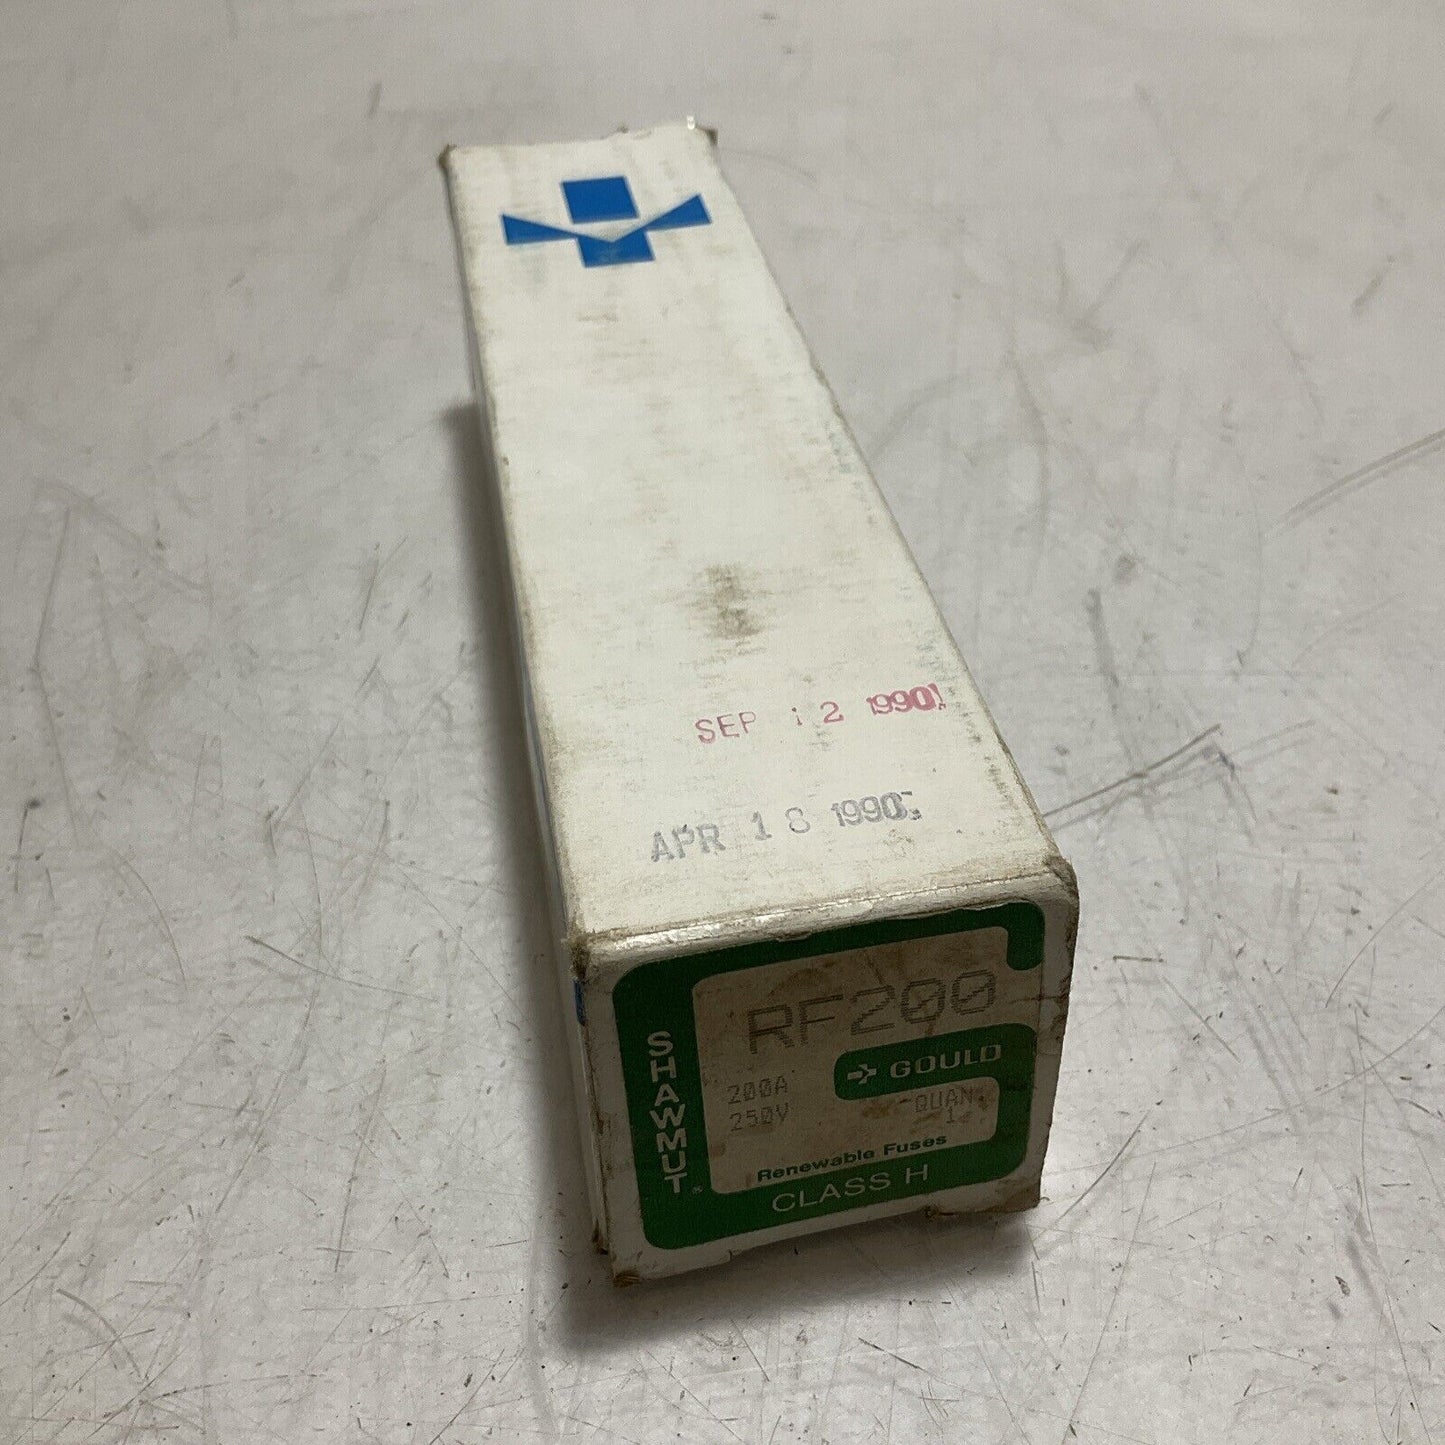 SEP 12 1990
APR 18 1990
SHAWMUT®
RF200
GOULD
200A
250V
QUAN.
1
Renewable Fuses
CLASS H